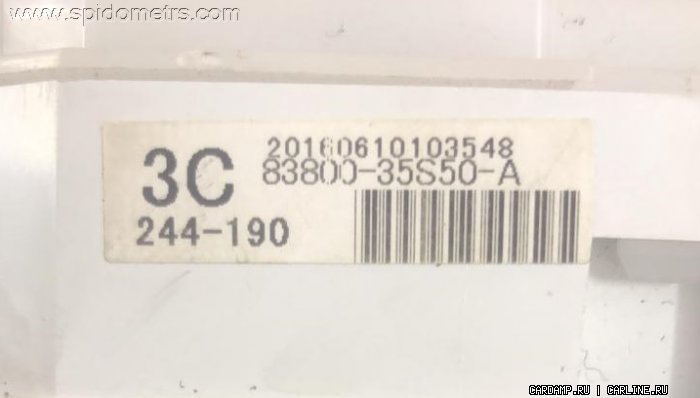 www.spidometrs.com
20160610103548
3C
83800-35S50-A
244-190
CARDAMP.RU | CARLINE.RU